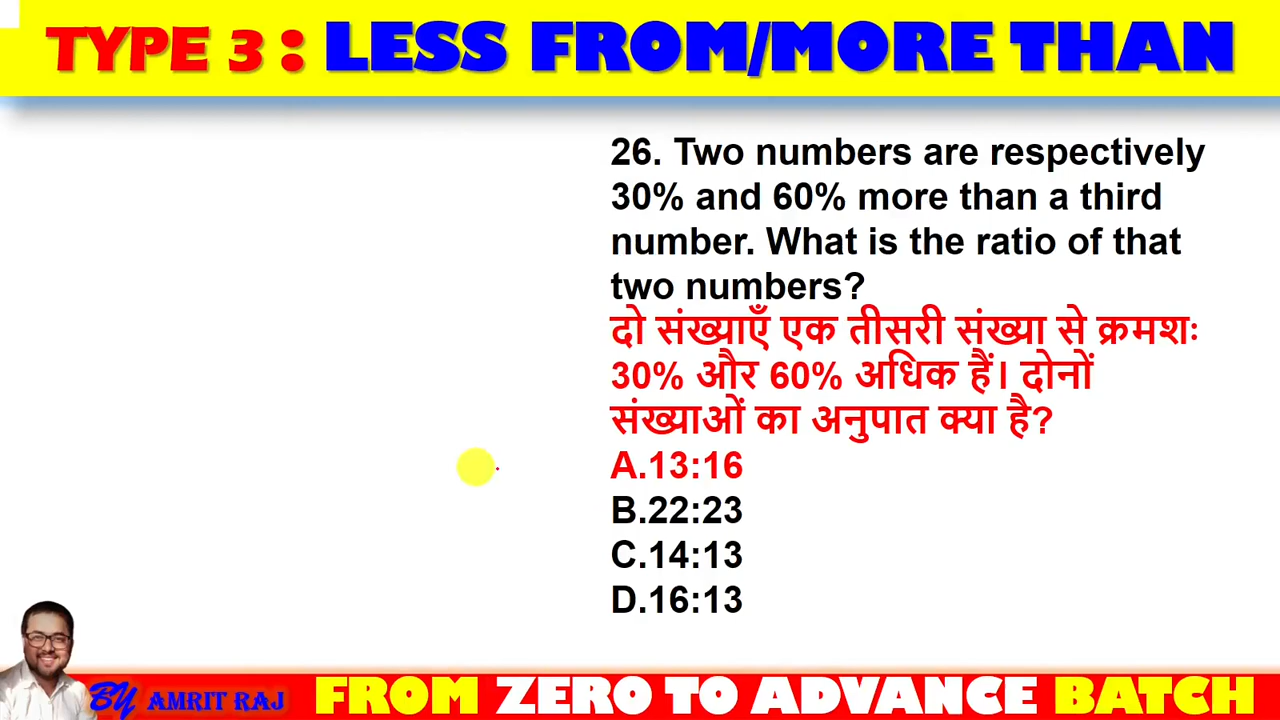 TYPE 3 : LESS FROM/MORE THAN
26. Two numbers are respectively
30% and 60% more than a third
number. What is the ratio of that
two numbers?
दो संख्याएँ एक तीसरी संख्या से क्रमशः
30% और 60% अधिक हैं। दोनों
संख्याओं का अनुपात क्या है?
A.13:16
B.22:23
C.14:13
D.16:13
BY AMRIT RAJ FROM ZERO TO ADVANCE BATCH